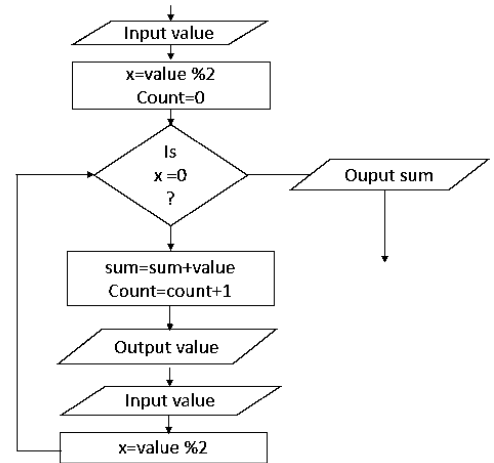 Input value
x=value %2
Count=0
Is
x =0
?
Ouput sum
sum=sum+value
Count=count+1
Output value
Input value
x=value %2